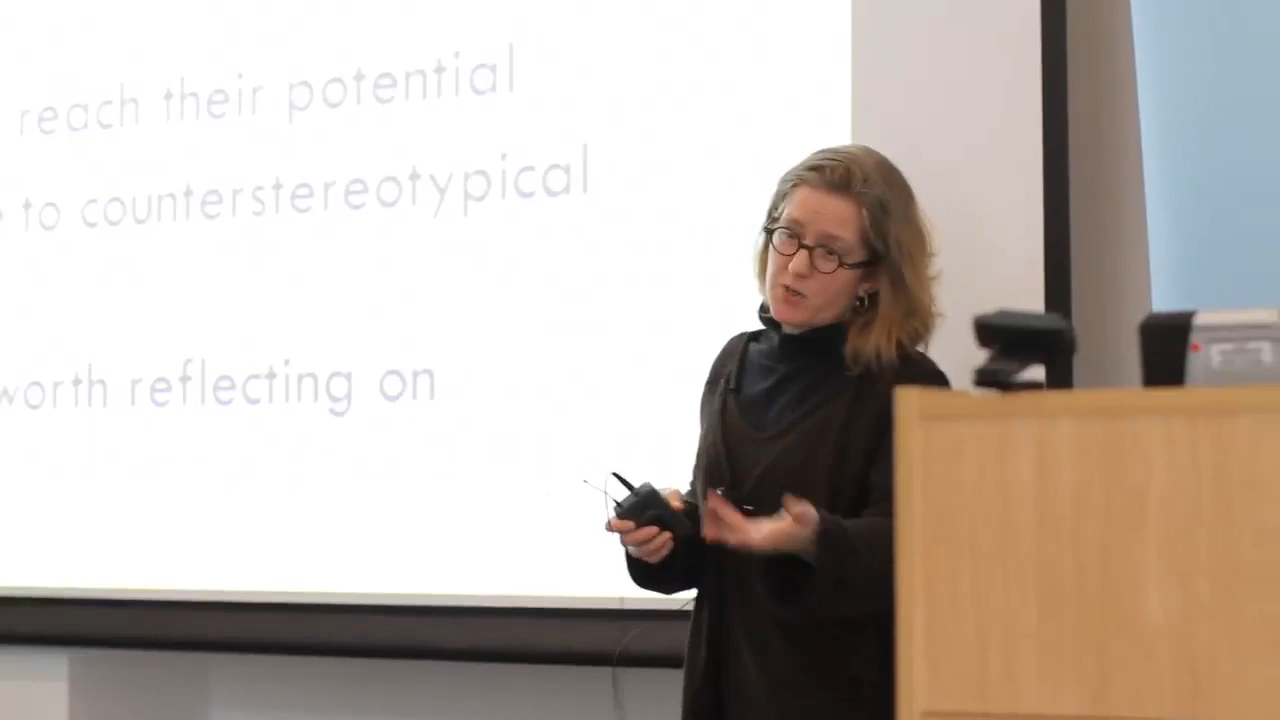 reach their potential
to counterstereotypical
worth reflecting on